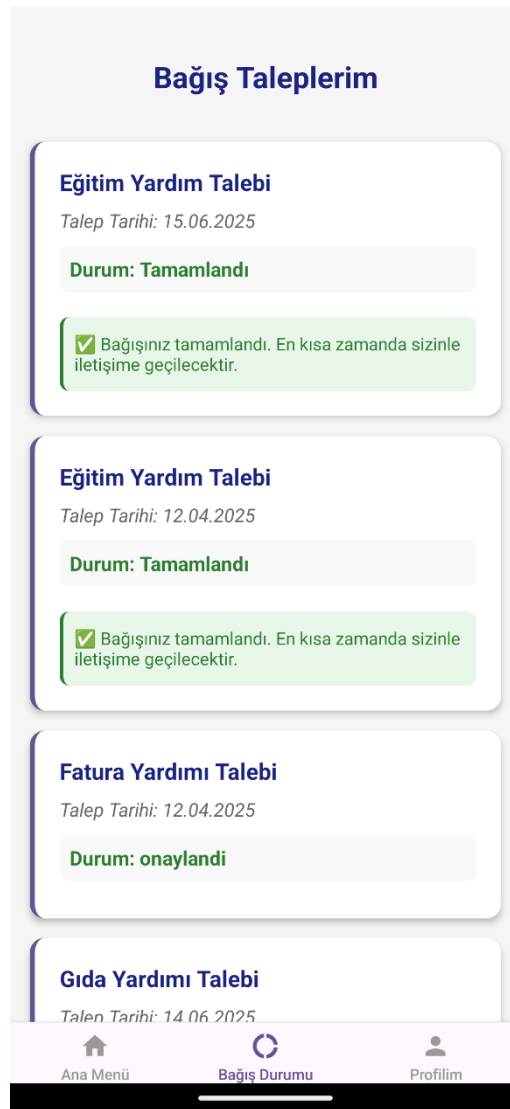 Bağış Taleplerim
Eğitim Yardım Talebi
Talep Tarihi: 15.06.2025
Durum: Tamamlandı
✅ Bağışınız tamamlandı. En kısa zamanda sizinle
iletişime geçilecektir.
Eğitim Yardım Talebi
Talep Tarihi: 12.04.2025
Durum: Tamamlandı
✅ Bağışınız tamamlandı. En kısa zamanda sizinle
iletişime geçilecektir.
Fatura Yardımı Talebi
Talep Tarihi: 12.04.2025
Durum: onaylandi
Gıda Yardımı Talebi
Talep Tarihi: 14.06.2025
Ana Menü
Bağış Durumu
Profilim